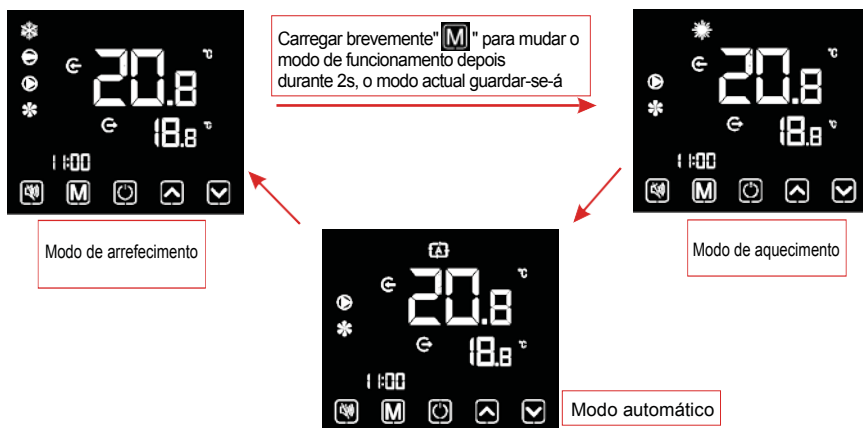 20.8 °C
18.8 °C
11:00
M
Modo de arrefecimento
Carregar brevemente" M " para mudar o
modo de funcionamento depois
durante 2s, o modo actual guardar-se-á
20.8 °C
18.8 °C
11:00
M
Modo de aquecimento
A
20.8 °C
18.8 °C
11:00
M
Modo automático